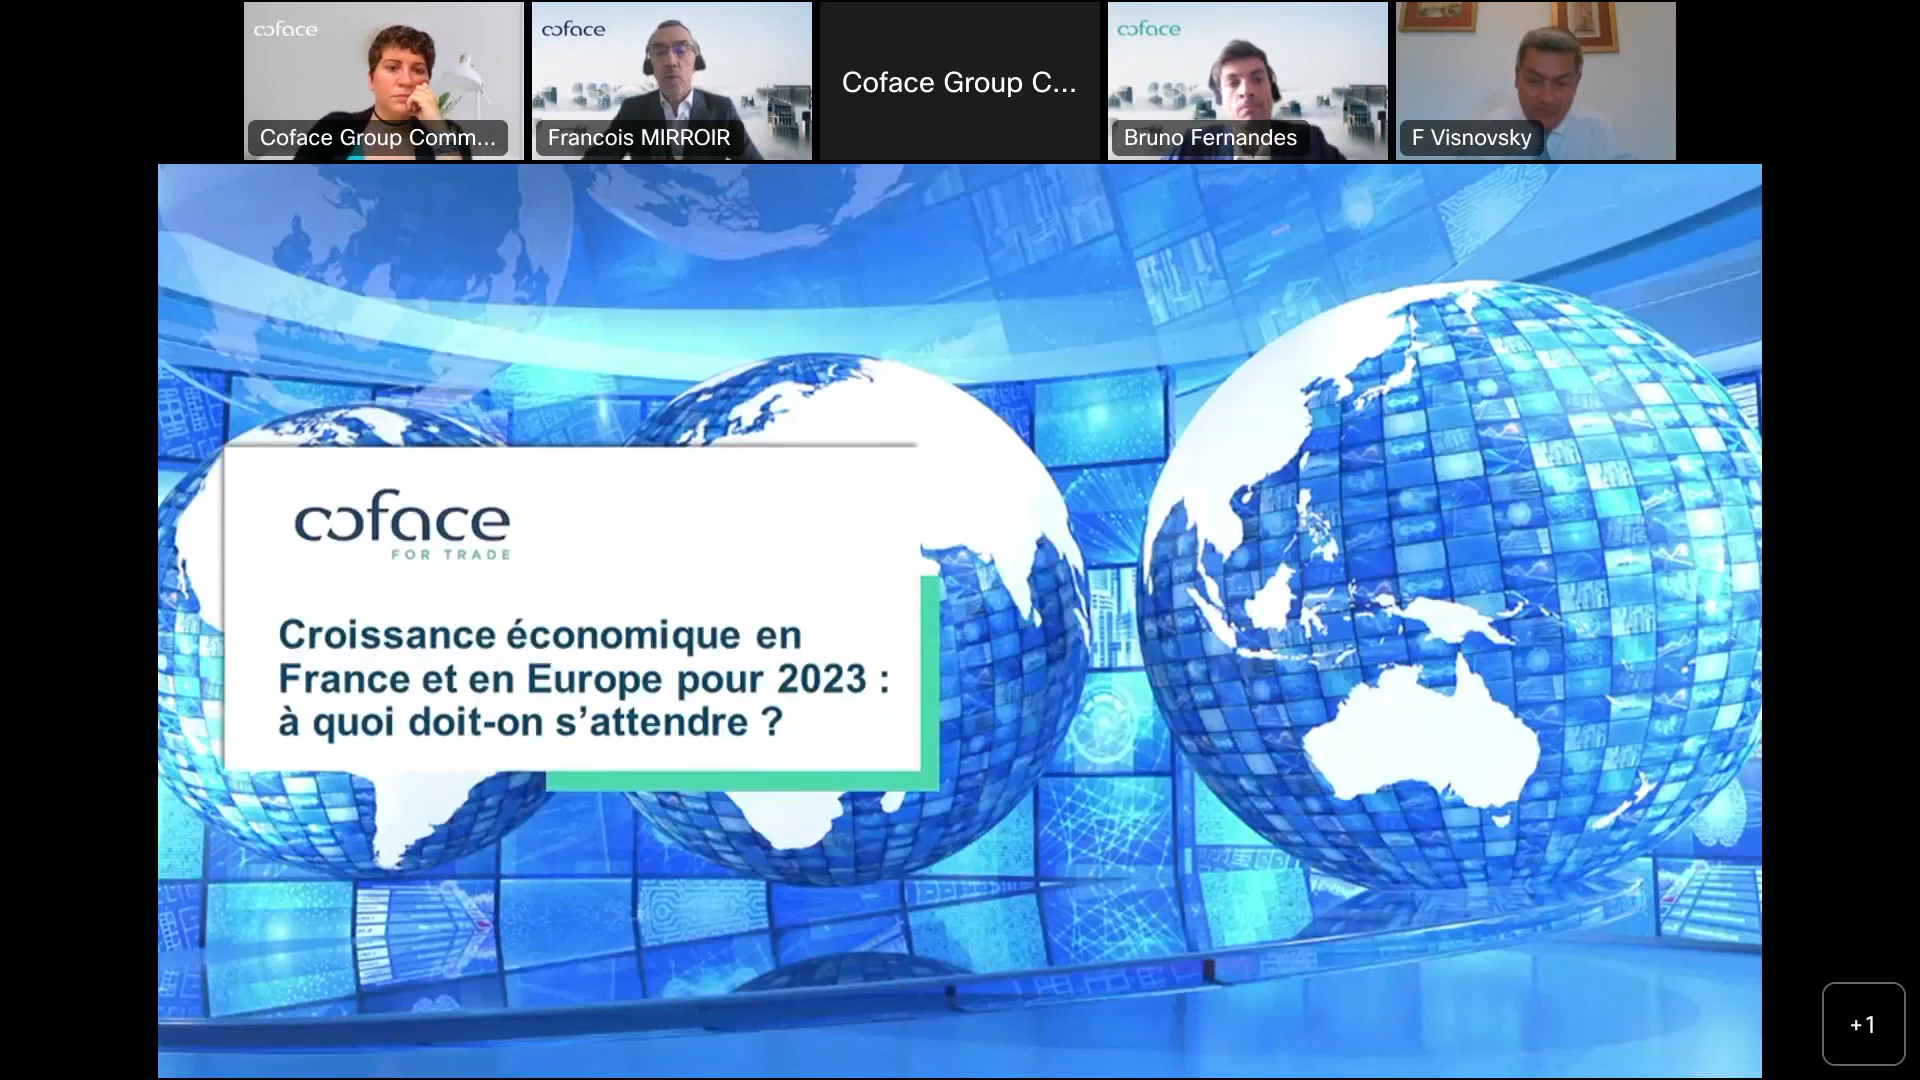 coface
coface
coface
Coface Group C...
Coface Group Comm...
Francois MIRROIR
Bruno Fernandes
F Visnovsky
coface
FOR TRADE
Croissance économique en
France et en Europe pour 2023 :
à quoi doit-on s’attendre ?
+1